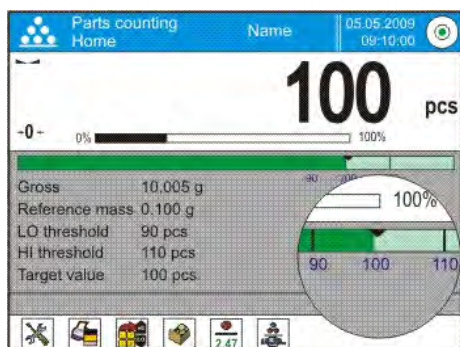 Parts counting
Home
Name
05.05.2009
09:10:00
100 pcs
-0-
0% 100%
90
Gross 10.005 g
Reference mass 0.100 g
LO threshold 90 pcs
HI threshold 110 pcs
Target value 100 pcs
100%
90 100 110
2.47